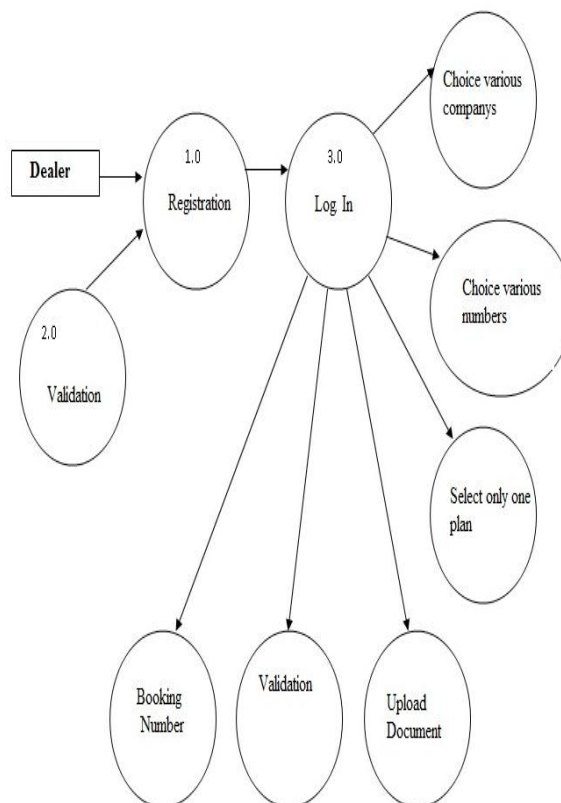 Choice various
companys
1.0
3.0
Dealer
Registration
Log In
Choice various
numbers
2.0
Validation
Select only one
plan
Booking
Number
Validation
Upload
Document